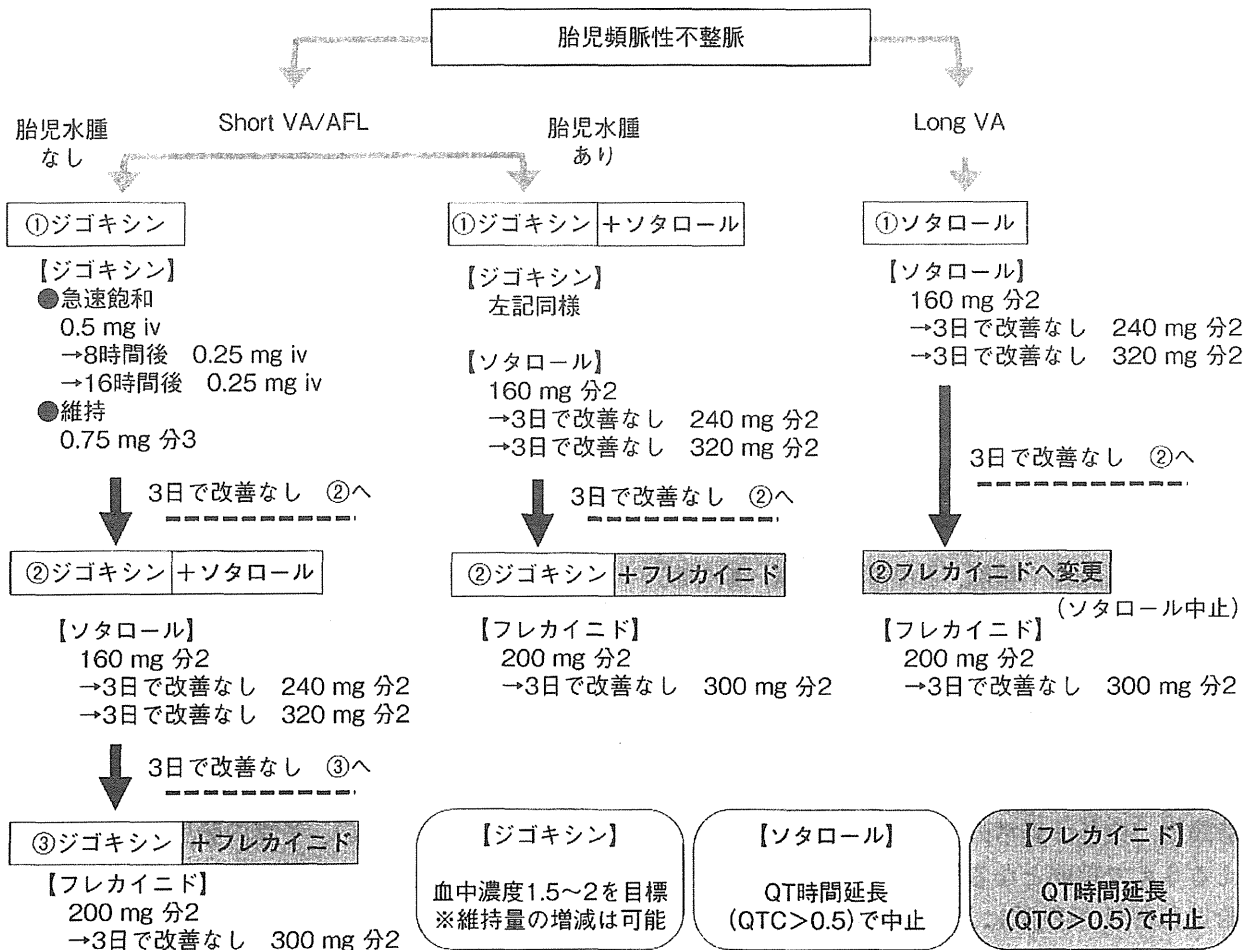 胎児頻脈性不整脈
胎児水腫
なし
Short VA/AFL
胎児水腫
あり
Long VA
①ジゴキシン
【ジゴキシン】
●急速飽和
0.5 mg iv
→8時間後 0.25 mg iv
→16時間後 0.25 mg iv
●維持
0.75 mg 分3
3日で改善なし ②へ
②ジゴキシン +ソタロール
【ソタロール】
160 mg 分2
→3日で改善なし 240 mg 分2
→3日で改善なし 320 mg 分2
3日で改善なし ③へ
③ジゴキシン +フレカイニド
【フレカイニド】
200 mg 分2
→3日で改善なし 300 mg 分2
①ジゴキシン +ソタロール
【ジゴキシン】
左記同様
【ソタロール】
160 mg 分2
→3日で改善なし 240 mg 分2
→3日で改善なし 320 mg 分2
3日で改善なし ②へ
②ジゴキシン +フレカイニド
【フレカイニド】
200 mg 分2
→3日で改善なし 300 mg 分2
①ソタロール
【ソタロール】
160 mg 分2
→3日で改善なし 240 mg 分2
→3日で改善なし 320 mg 分2
3日で改善なし ②へ
②フレカイニドへ変更
(ソタロール中止)
【フレカイニド】
200 mg 分2
→3日で改善なし 300 mg 分2
【ジゴキシン】
血中濃度1.5~2を目標
※維持量の増減は可能
【ソタロール】
QT時間延長
(QTC>0.5)で中止
【フレカイニド】
QT時間延長
(QTC>0.5)で中止